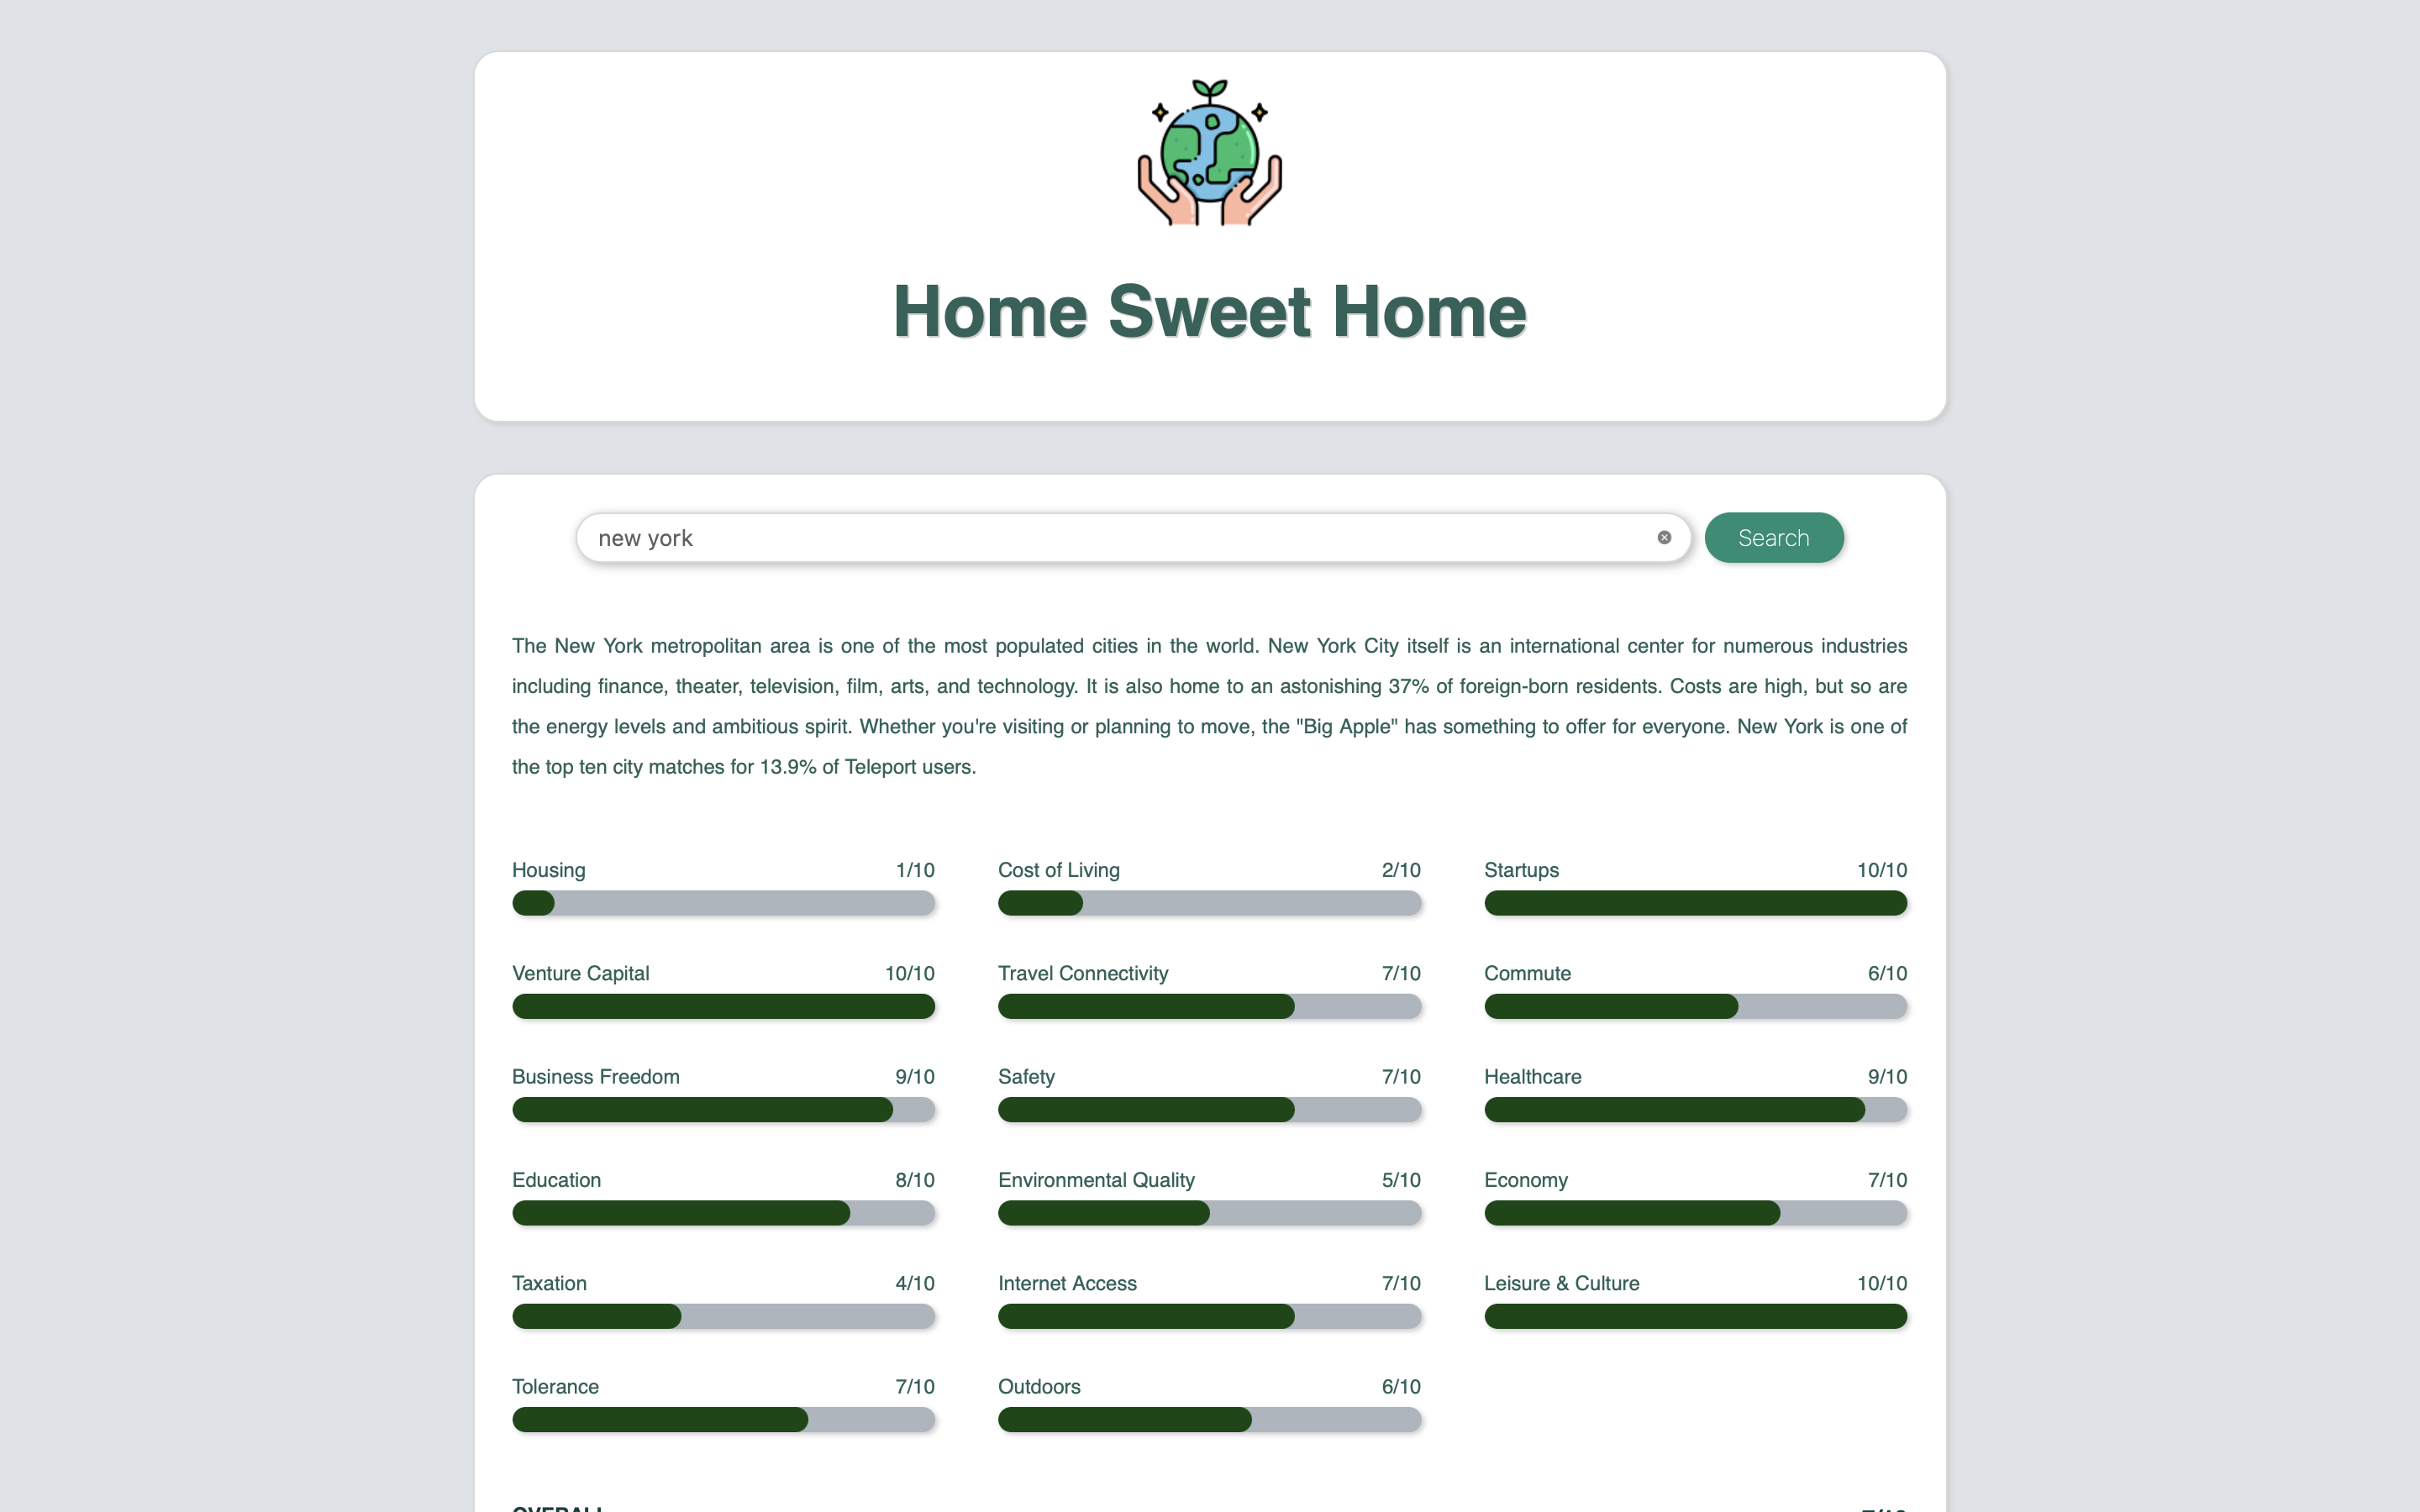 Home Sweet Home
new york
Search
The New York metropolitan area is one of the most populated cities in the world. New York City itself is an international center for numerous industries
including finance, theater, television, film, arts, and technology. It is also home to an astonishing 37% of foreign-born residents. Costs are high, but so are
the energy levels and ambitious spirit. Whether you're visiting or planning to move, the "Big Apple" has something to offer for everyone. New York is one of
the top ten city matches for 13.9% of Teleport users.
Housing 1/10
Cost of Living 2/10
Startups 10/10
Venture Capital 10/10
Travel Connectivity 7/10
Commute 6/10
Business Freedom 9/10
Safety 7/10
Healthcare 9/10
Education 8/10
Environmental Quality 5/10
Economy 7/10
Taxation 4/10
Internet Access 7/10
Leisure & Culture 10/10
Tolerance 7/10
Outdoors 6/10
OVERALL